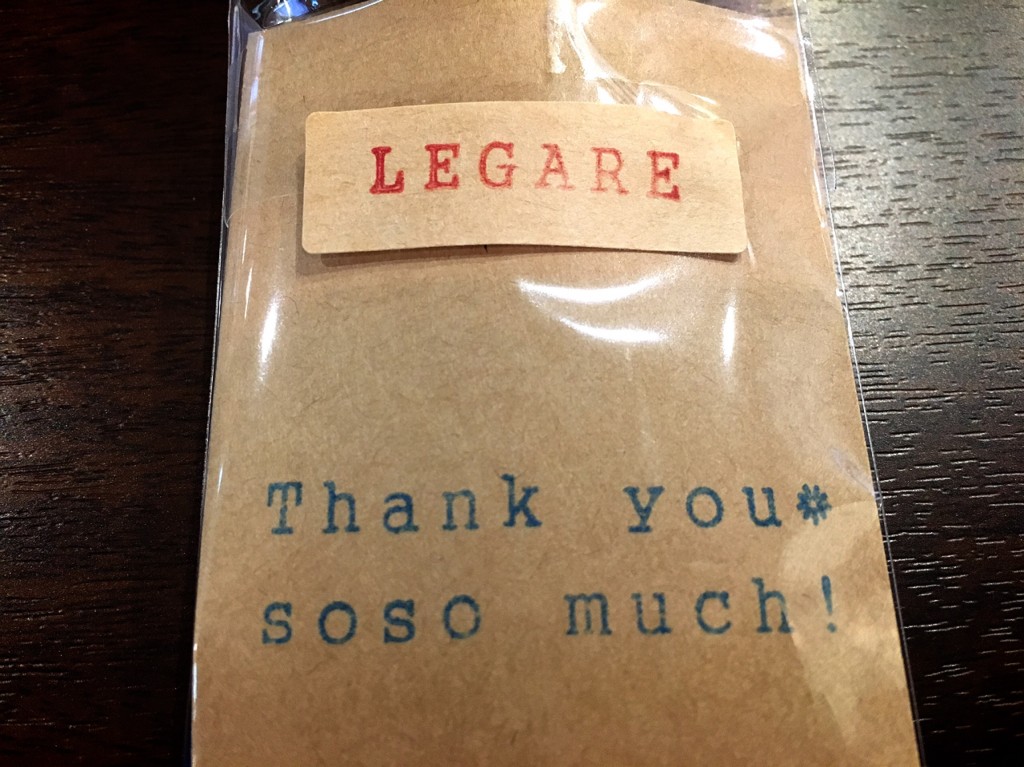 LEGARE
Thank you*
soso much!